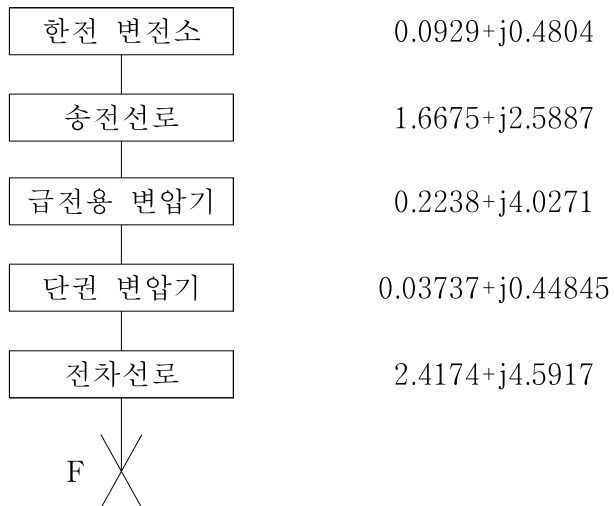 한전 변전소 0.0929+j0.4804
송전선로 1.6675+j2.5887
급전용 변압기 0.2238+j4.0271
단권 변압기 0.03737+j0.44845
전차선로 2.4174+j4.5917
F